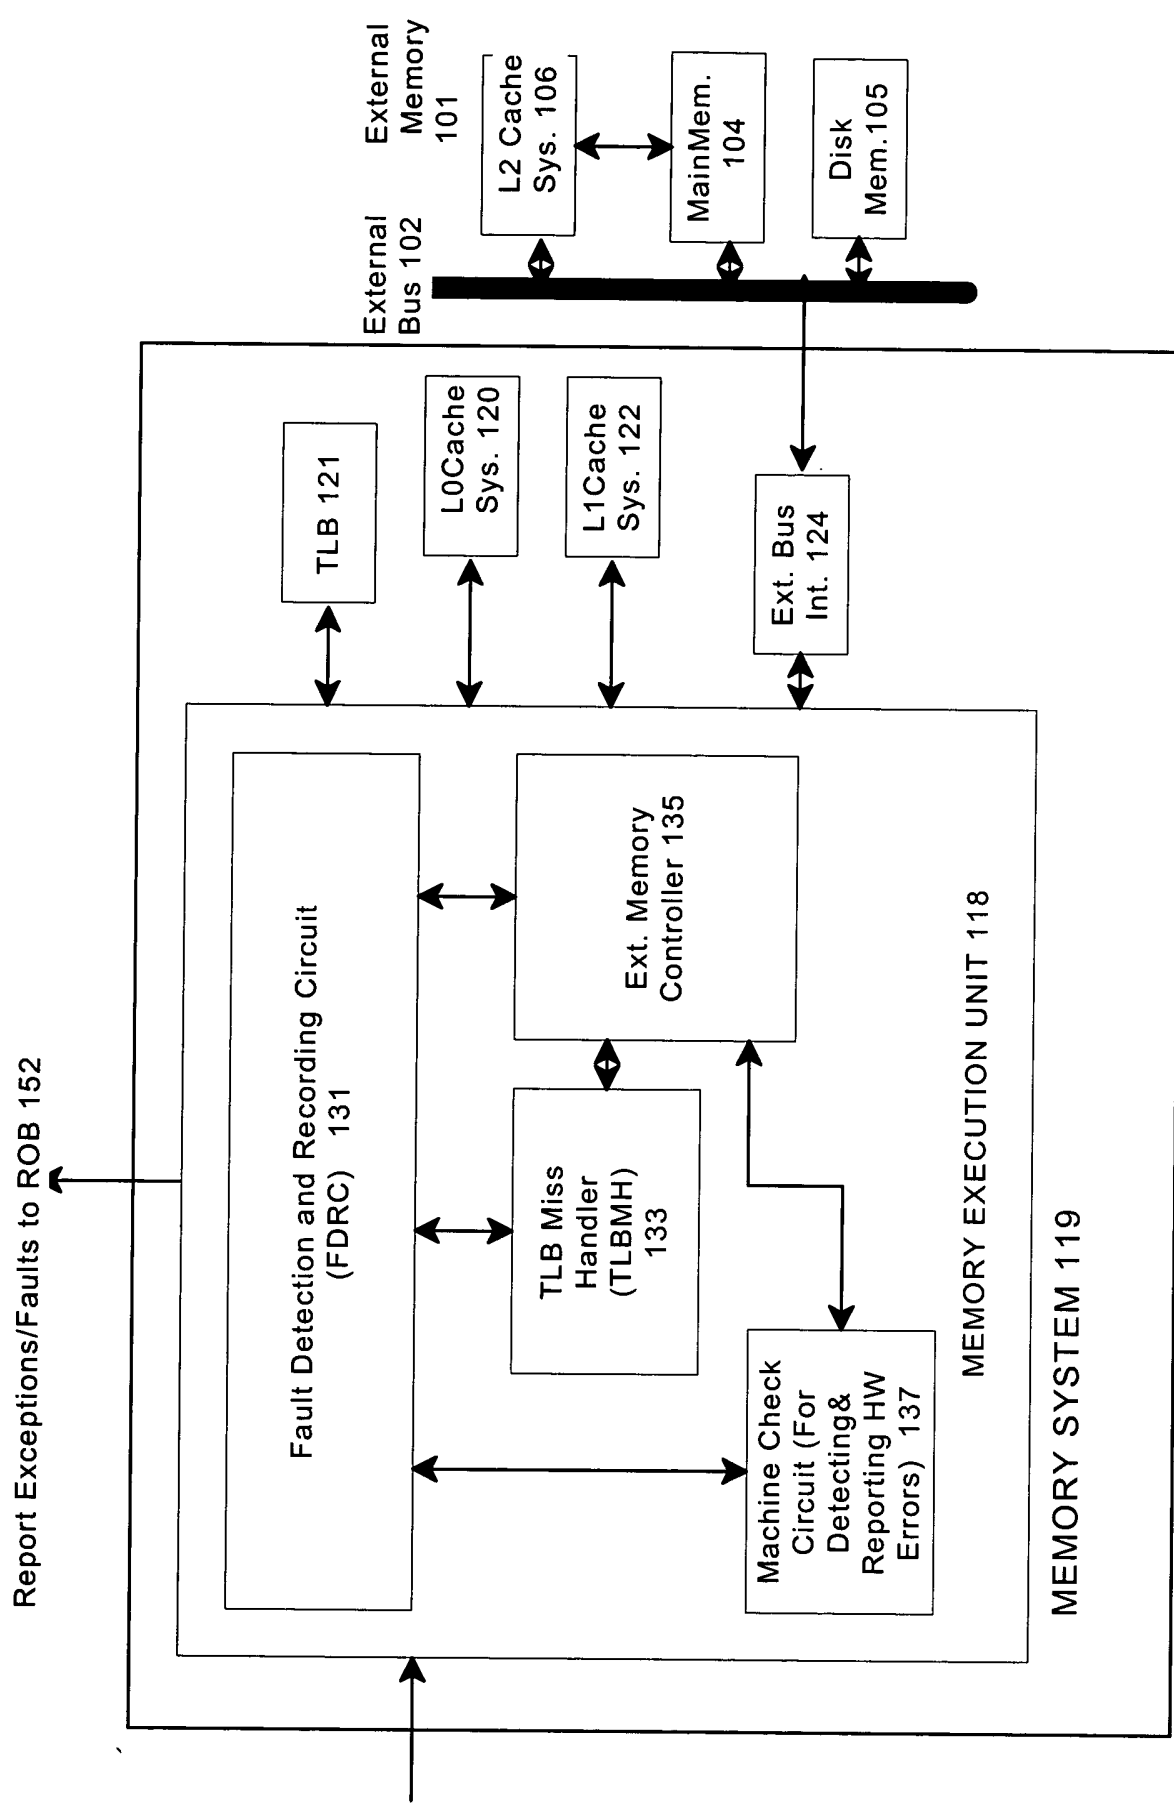 Report Exceptions/Faults to ROB 152
Fault Detection and Recording Circuit
(FDRC) 131
TLB Miss
Handler
(TLBMH)
133
Ext. Memory
Controller 135
Machine Check
Circuit (For
Detecting&
Reporting HW
Errors) 137
MEMORY EXECUTION UNIT 118
MEMORY SYSTEM 119
TLB 121
L0Cache
Sys. 120
L1Cache
Sys. 122
Ext. Bus
Int. 124
External
Bus 102
External
Memory
101
L2 Cache
Sys. 106
MainMem.
104
Disk
Mem.105